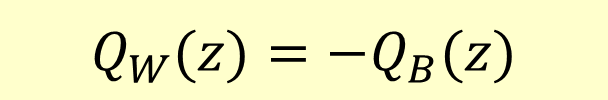 Q_W(z) = −Q_B(z)